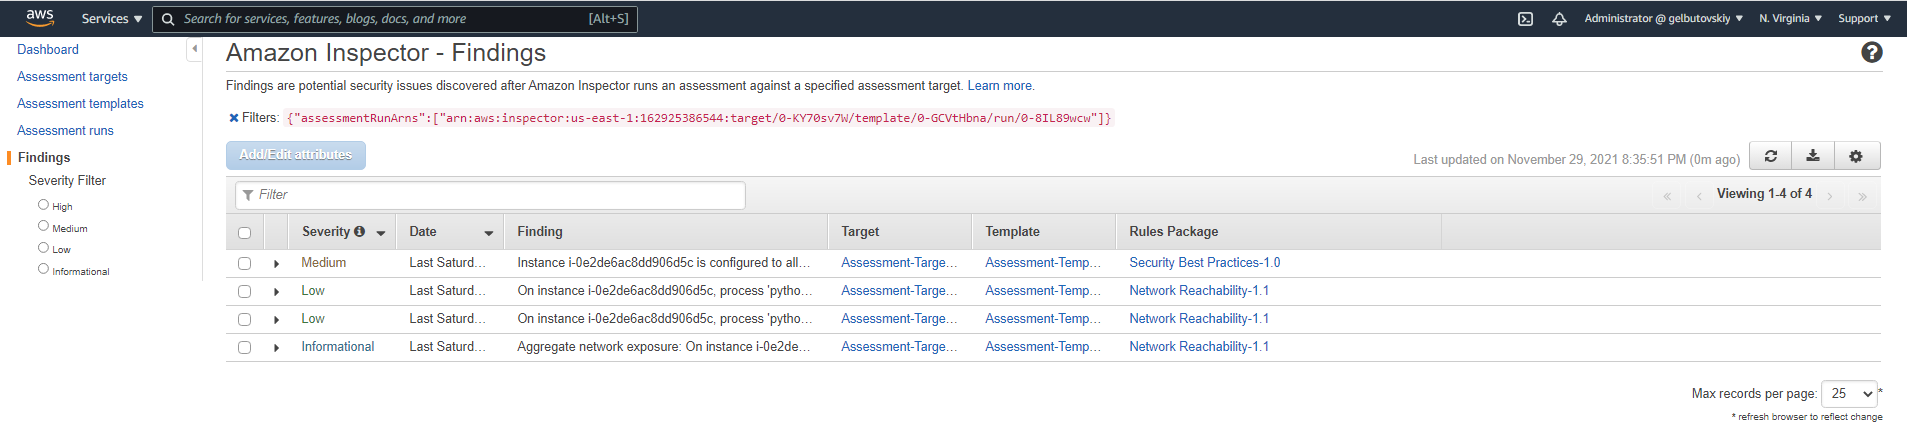 aws Services Search for services, features, blogs, docs, and more [Alt+S] Administrator @ gelbutovskiy N. Virginia Support
Dashboard
Assessment targets
Assessment templates
Assessment runs
Findings
Severity Filter
High
Medium
Low
Informational
Amazon Inspector - Findings
Findings are potential security issues discovered after Amazon Inspector runs an assessment against a specified assessment target. Learn more.
Filters: {"assessmentRunArns":["arn:aws:inspector:us-east-1:162925386544:target/0-KY70sv7W/template/0-GCVtHbna/run/0-8IL89wcw"]}
Add/Edit attributes Last updated on November 29, 2021 8:35:51 PM (0m ago)
Filter « ‹ Viewing 1-4 of 4 › »
Severity Date Finding Target Template Rules Package
Medium Last Saturd... Instance i-0e2de6ac8dd906d5c is configured to all... Assessment-Targe... Assessment-Temp... Security Best Practices-1.0
Low Last Saturd... On instance i-0e2de6ac8dd906d5c, process 'pytho... Assessment-Targe... Assessment-Temp... Network Reachability-1.1
Low Last Saturd... On instance i-0e2de6ac8dd906d5c, process 'pytho... Assessment-Targe... Assessment-Temp... Network Reachability-1.1
Informational Last Saturd... Aggregate network exposure: On instance i-0e2de... Assessment-Targe... Assessment-Temp... Network Reachability-1.1
Max records per page: 25 *
* refresh browser to reflect change